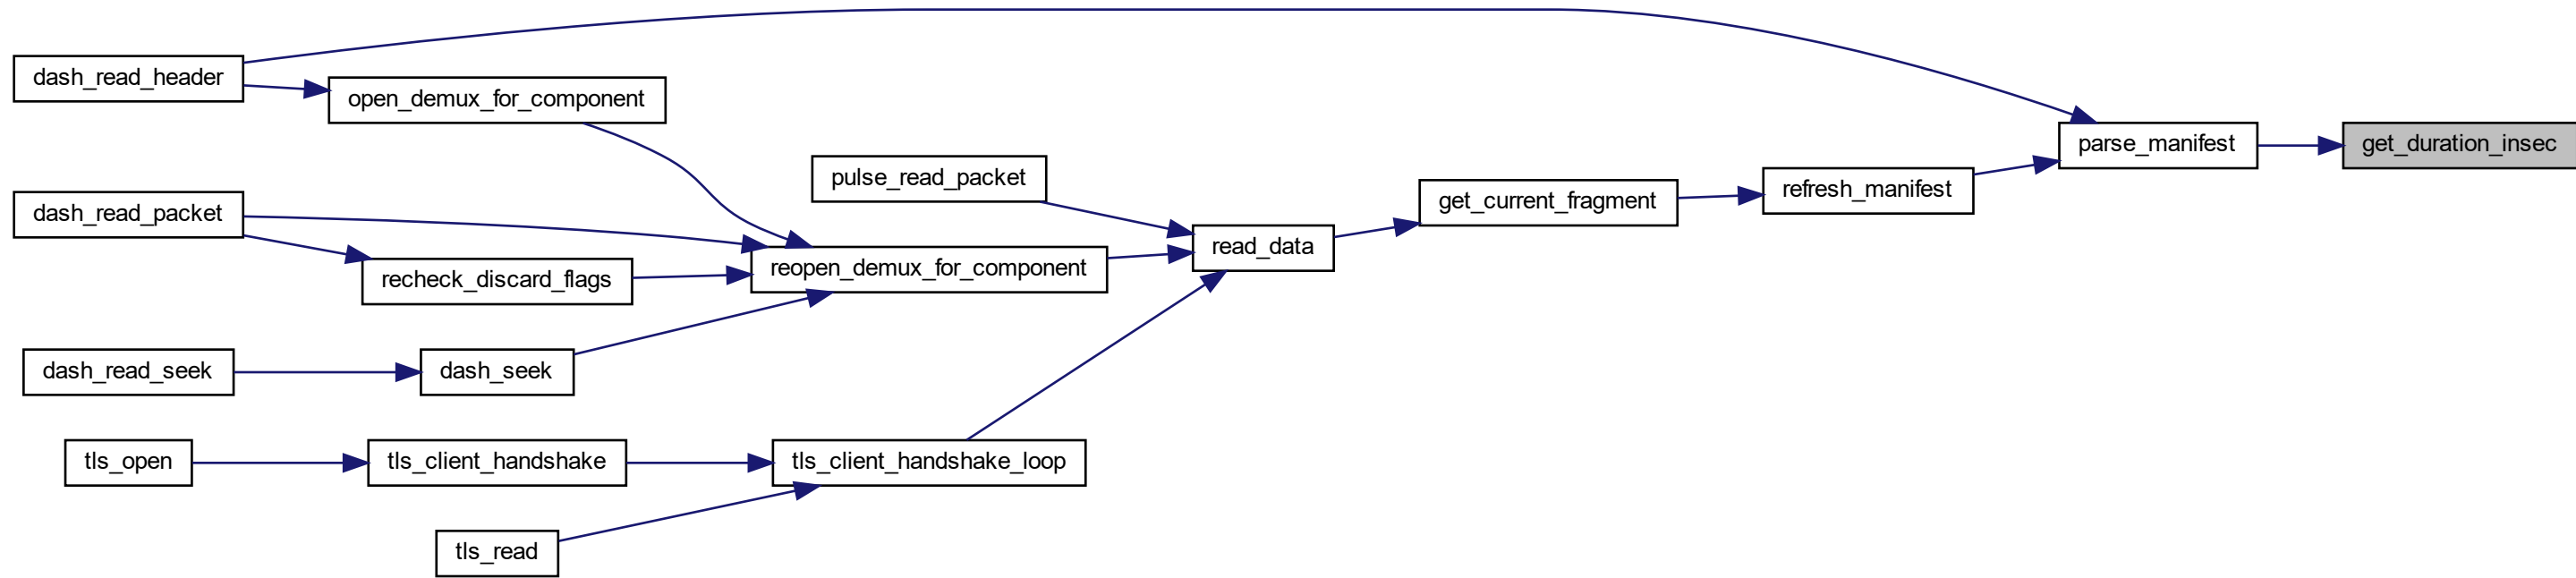 dash_read_header
open_demux_for_component
parse_manifest
get_duration_insec
pulse_read_packet
refresh_manifest
get_current_fragment
dash_read_packet
read_data
reopen_demux_for_component
recheck_discard_flags
dash_read_seek
dash_seek
tls_open
tls_client_handshake
tls_client_handshake_loop
tls_read